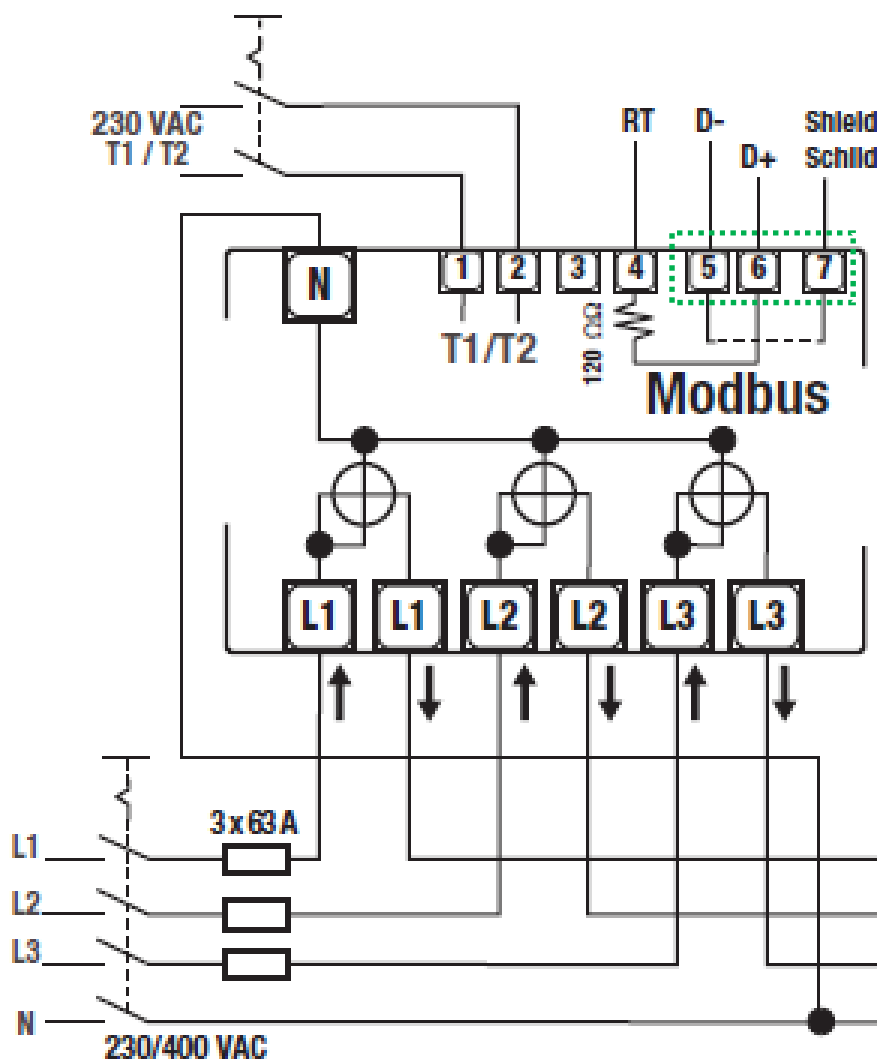 230 VAC
T1 / T2
RT D- Shield
D+ Schild
N 1 2 3 4 5 6 7
T1/T2
120 ΩΩ
Modbus
L1 L1 L2 L2 L3 L3
3 x 63 A
L1
L2
L3
N
230/400 VAC